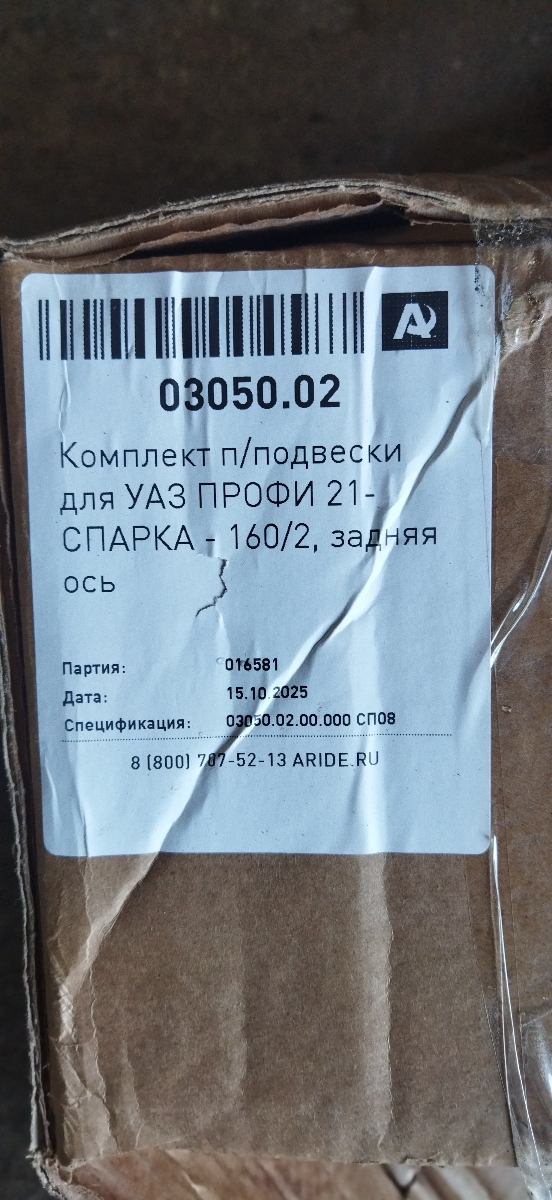 03050.02
Комплект п/подвески
для УАЗ ПРОФИ 21-
СПАРКА - 160/2, задняя
ось
Партия: 016581
Дата: 15.10.2025
Спецификация: 03050.02.00.000 СП08
8 (800) 707-52-13 ARIDE.RU